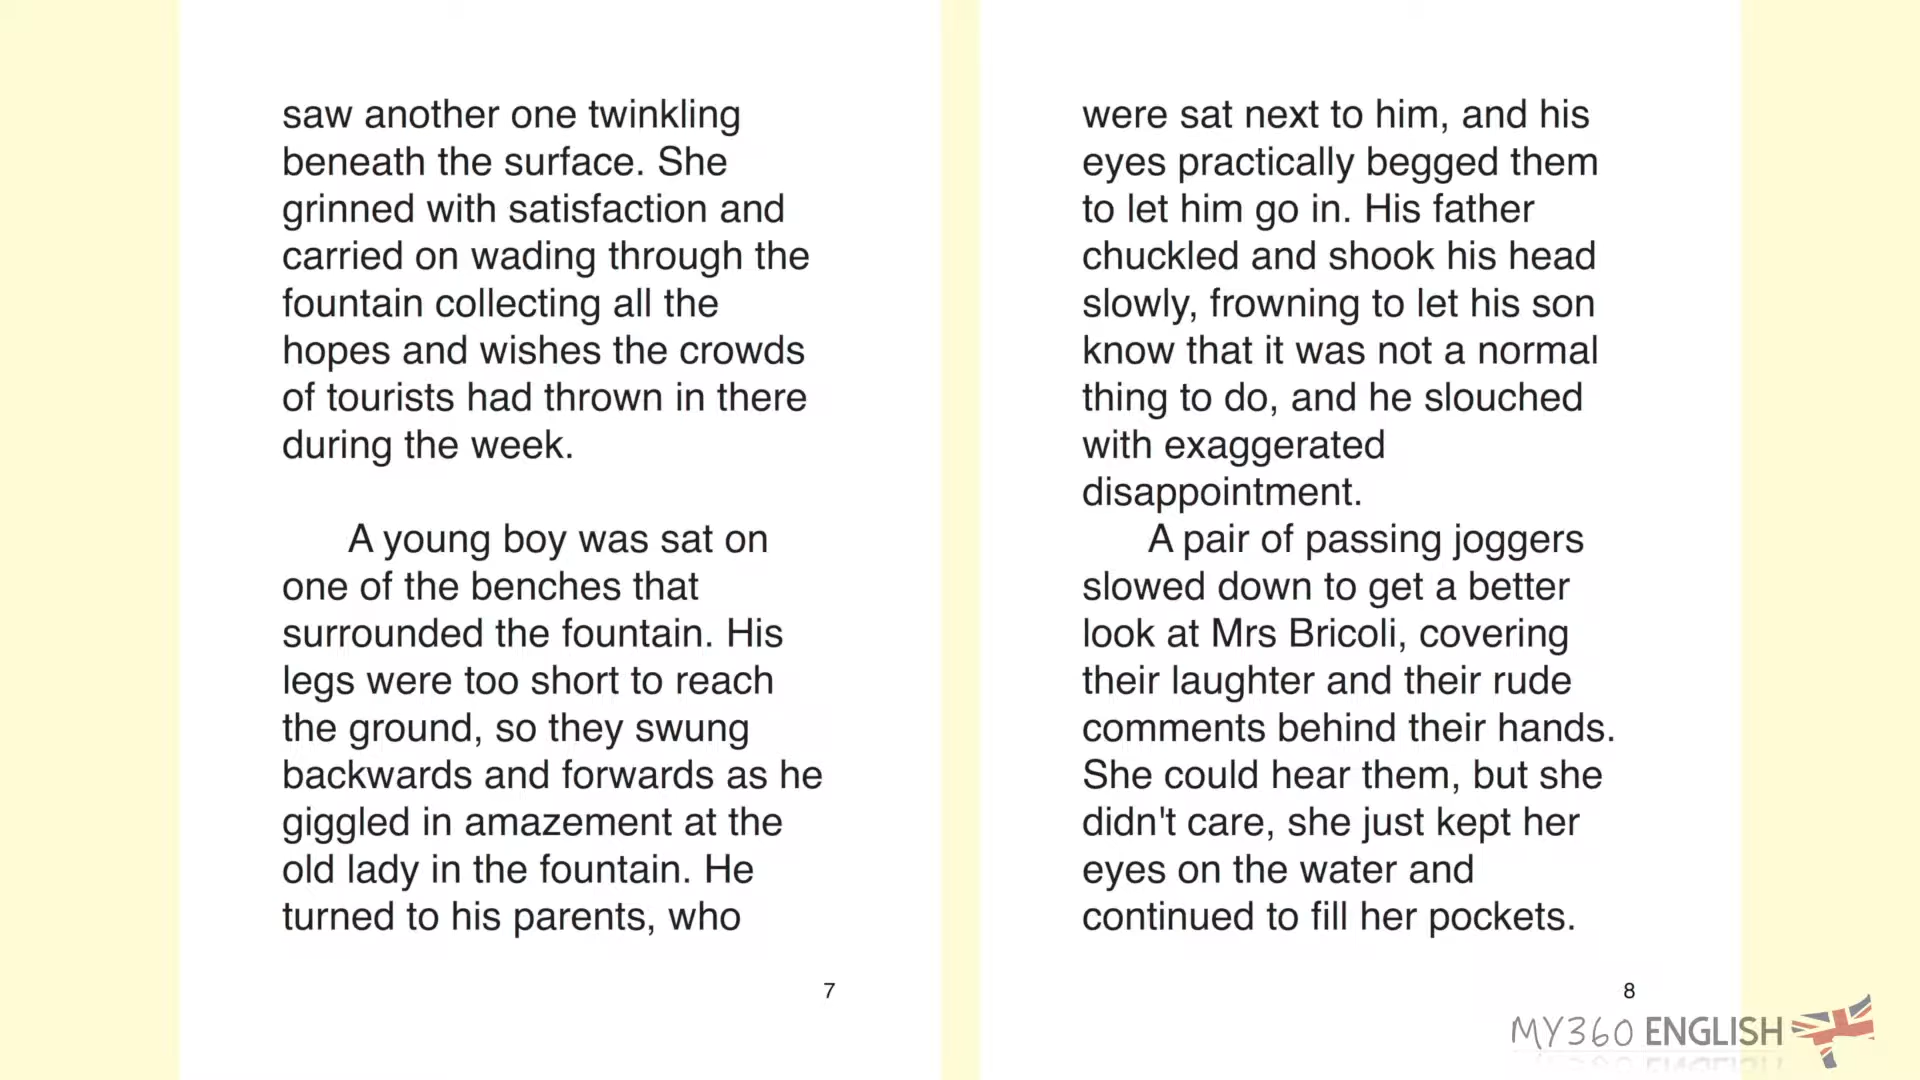 saw another one twinkling
beneath the surface. She
grinned with satisfaction and
carried on wading through the
fountain collecting all the
hopes and wishes the crowds
of tourists had thrown in there
during the week.
A young boy was sat on
one of the benches that
surrounded the fountain. His
legs were too short to reach
the ground, so they swung
backwards and forwards as he
giggled in amazement at the
old lady in the fountain. He
turned to his parents, who
7
were sat next to him, and his
eyes practically begged them
to let him go in. His father
chuckled and shook his head
slowly, frowning to let his son
know that it was not a normal
thing to do, and he slouched
with exaggerated
disappointment.
A pair of passing joggers
slowed down to get a better
look at Mrs Bricoli, covering
their laughter and their rude
comments behind their hands.
She could hear them, but she
didn't care, she just kept her
eyes on the water and
continued to fill her pockets.
8
MY360 ENGLISH